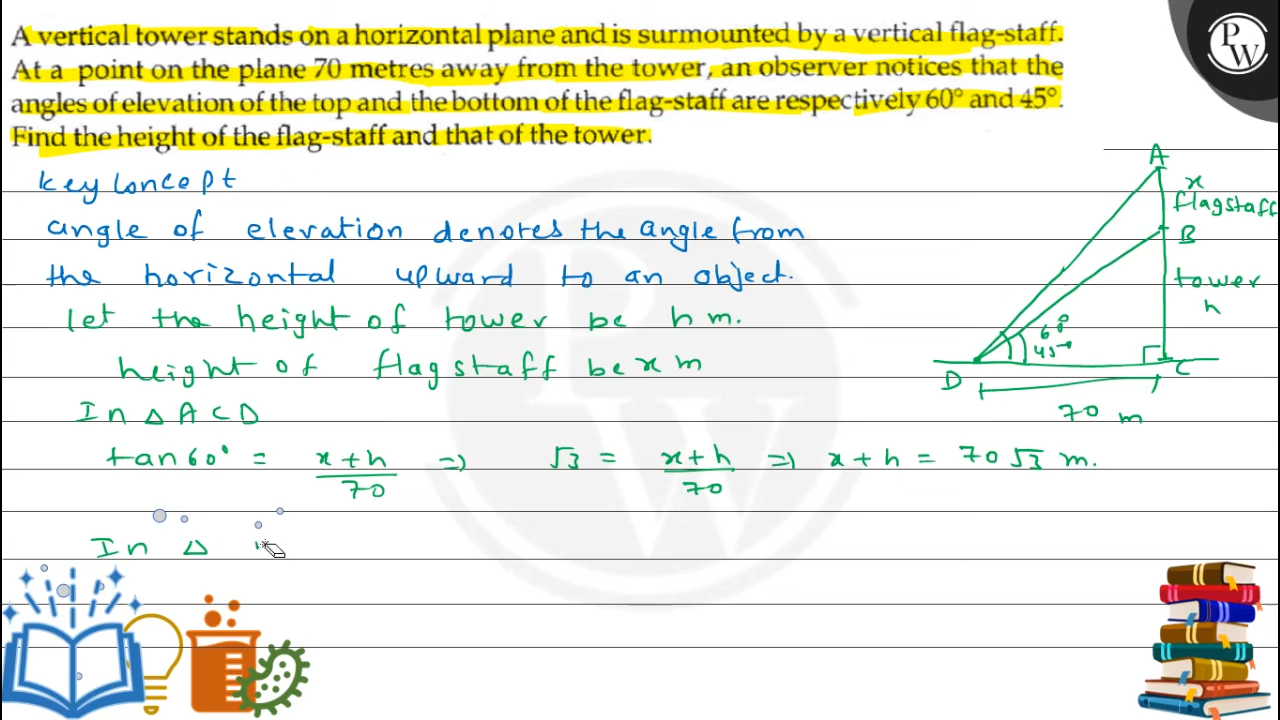 A vertical tower stands on a horizontal plane and is surmounted by a vertical flag-staff.
At a point on the plane 70 metres away from the tower, an observer notices that the
angles of elevation of the top and the bottom of the flag-staff are respectively 60° and 45°.
Find the height of the flag-staff and that of the tower.
PW
key concept
angle of elevation denotes the angle from
the horizontal upward to an object.
let the height of tower be h m.
height of flagstaff be x m
In △ A C D
tan 60° = x+h/70 ⇒ √3 = x+h/70 ⇒ x+h = 70√3 m.
In △
A
x
flagstaff
B
tower
h
60°
45°
D
C
70 m
PW